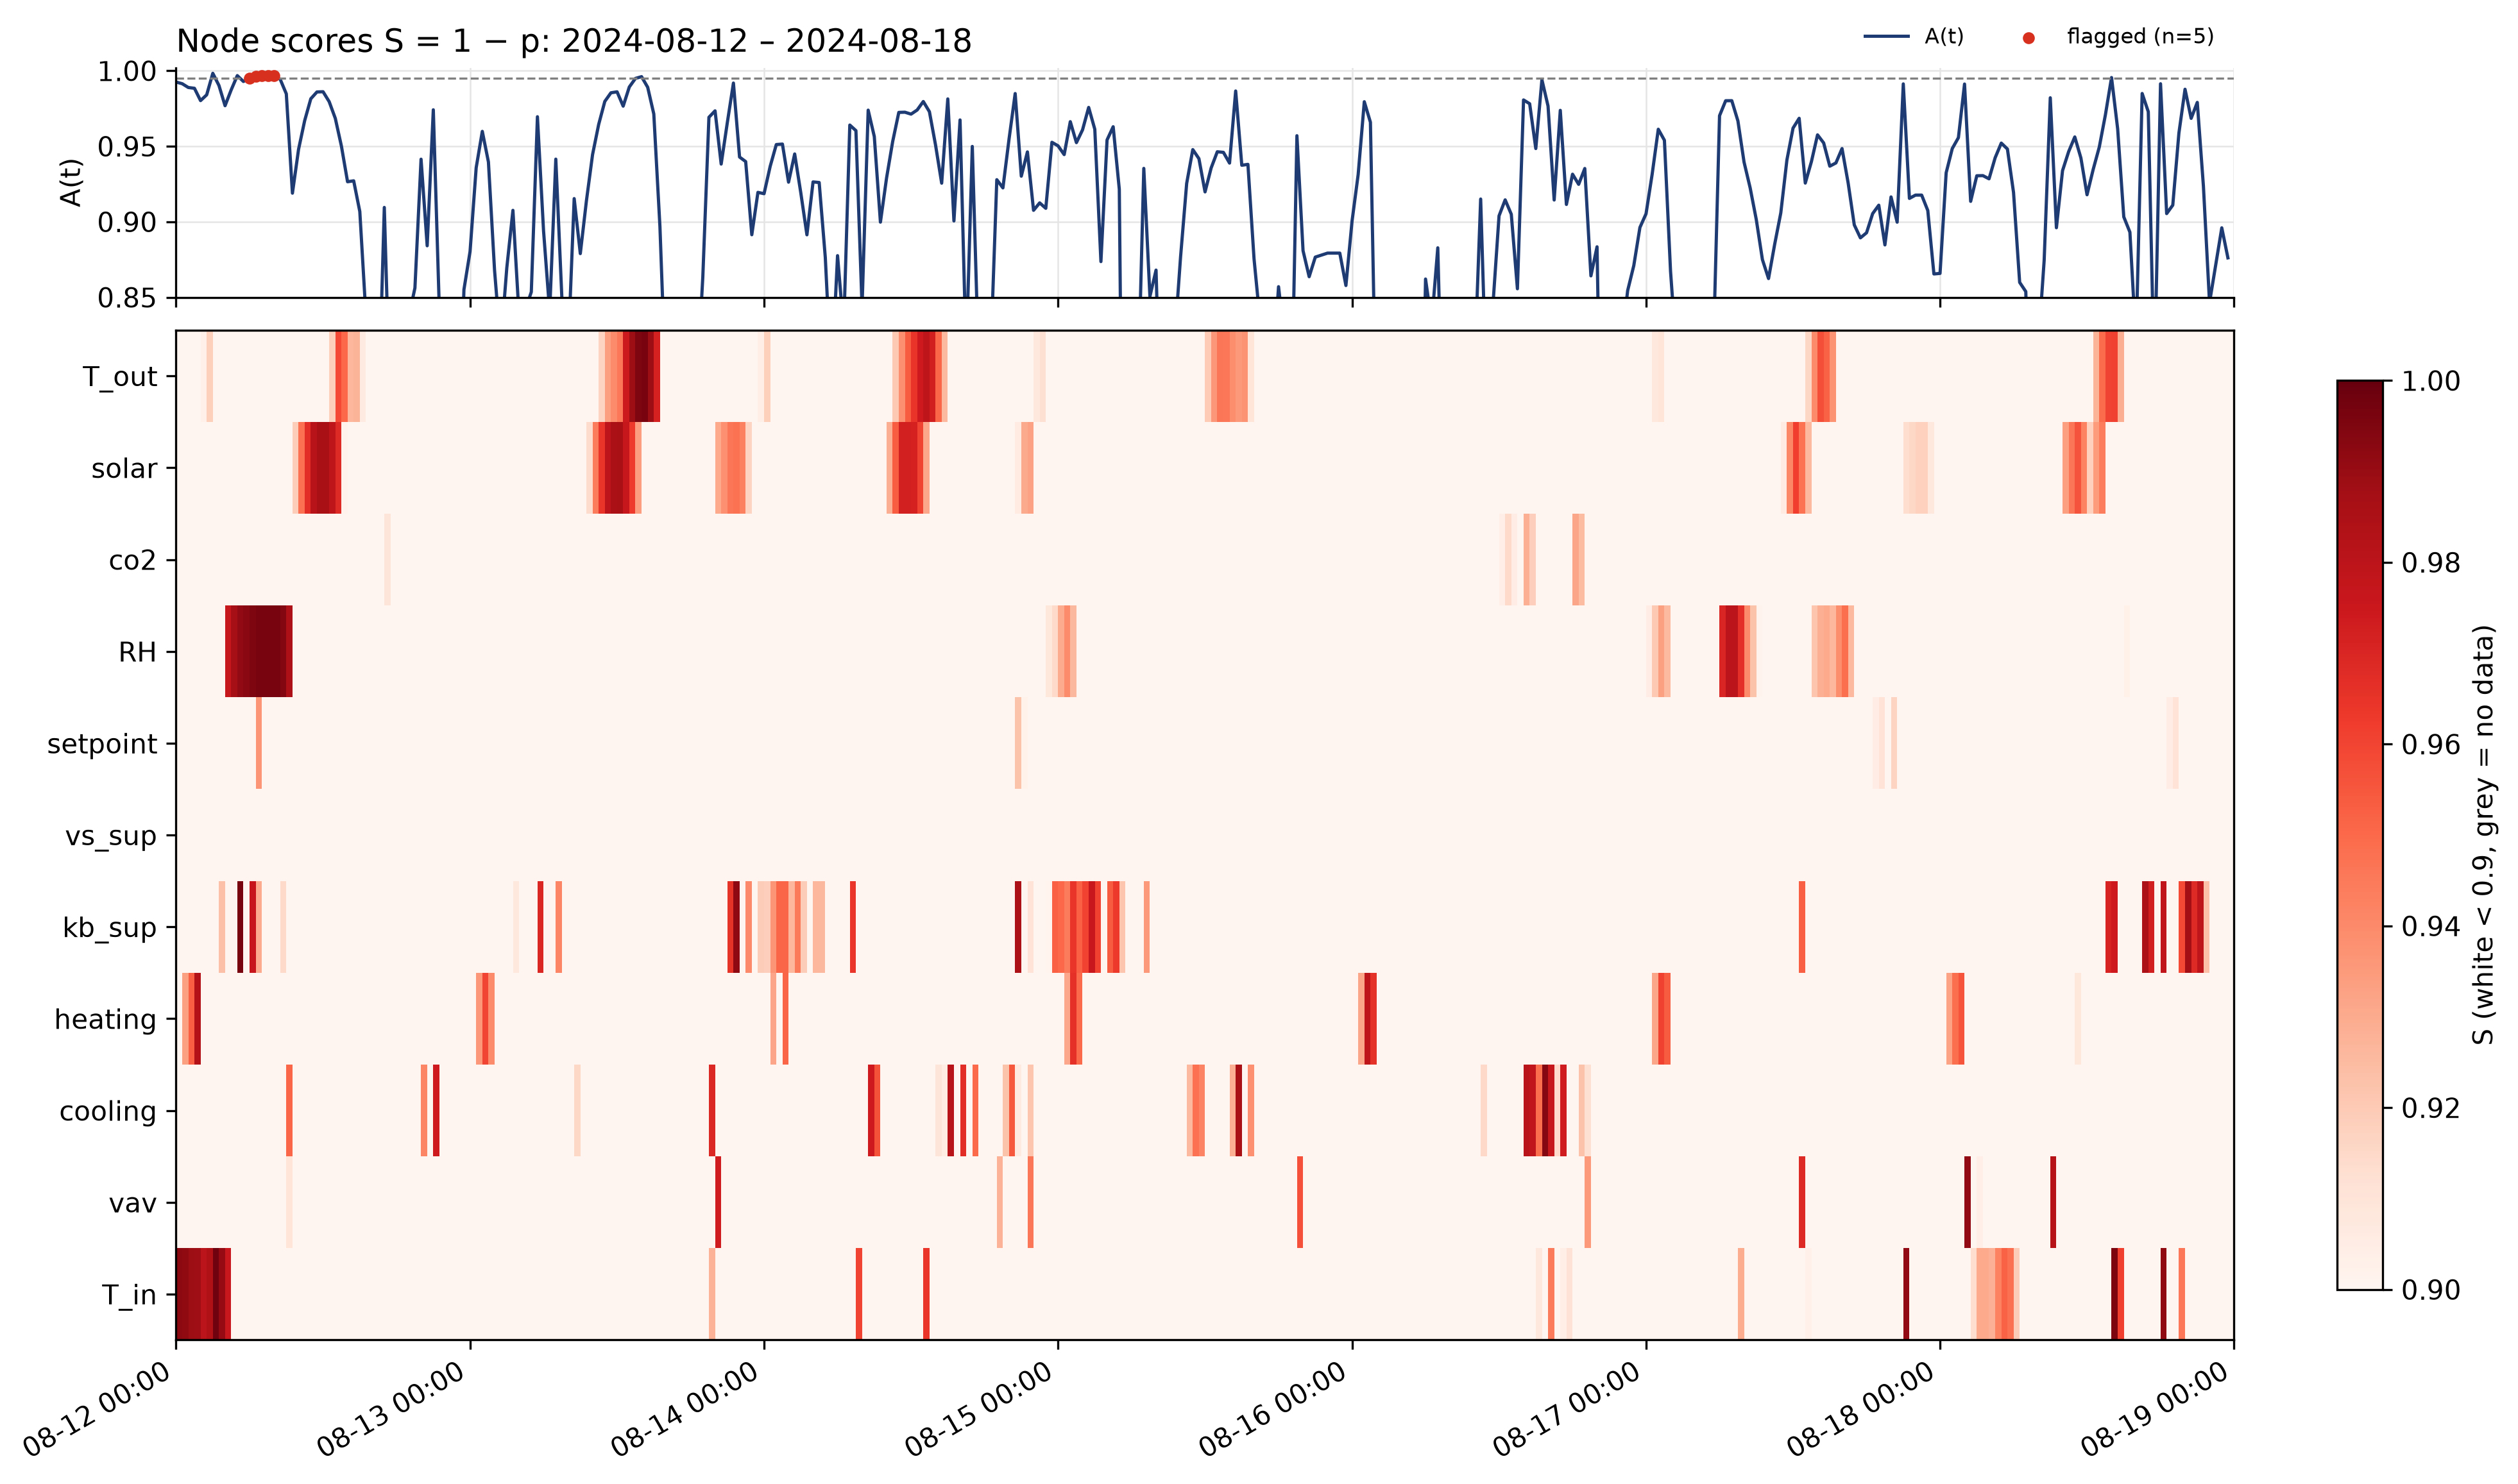 Node scores S = 1 − p: 2024-08-12 – 2024-08-18
A(t)
flagged (n=5)
1.00
0.95
0.90
0.85
A(t)
T_out
solar
co2
RH
setpoint
vs_sup
kb_sup
heating
cooling
vav
T_in
08-12 00:00
08-13 00:00
08-14 00:00
08-15 00:00
08-16 00:00
08-17 00:00
08-18 00:00
08-19 00:00
1.00
0.98
0.96
0.94
0.92
0.90
S (white < 0.9, grey = no data)